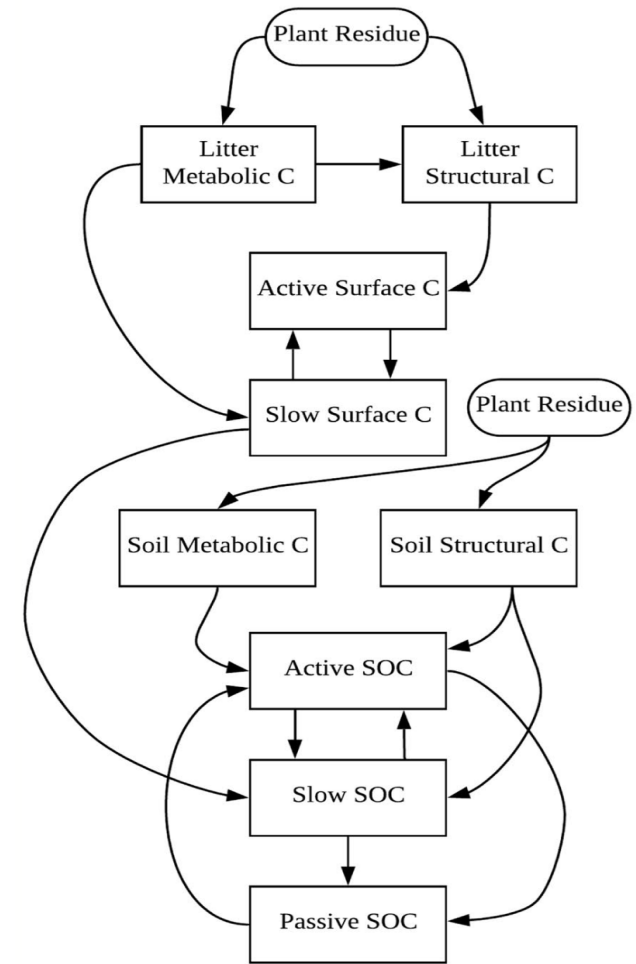 Plant Residue
Litter
Metabolic C
Litter
Structural C
Active Surface C
Slow Surface C
Plant Residue
Soil Metabolic C
Soil Structural C
Active SOC
Slow SOC
Passive SOC